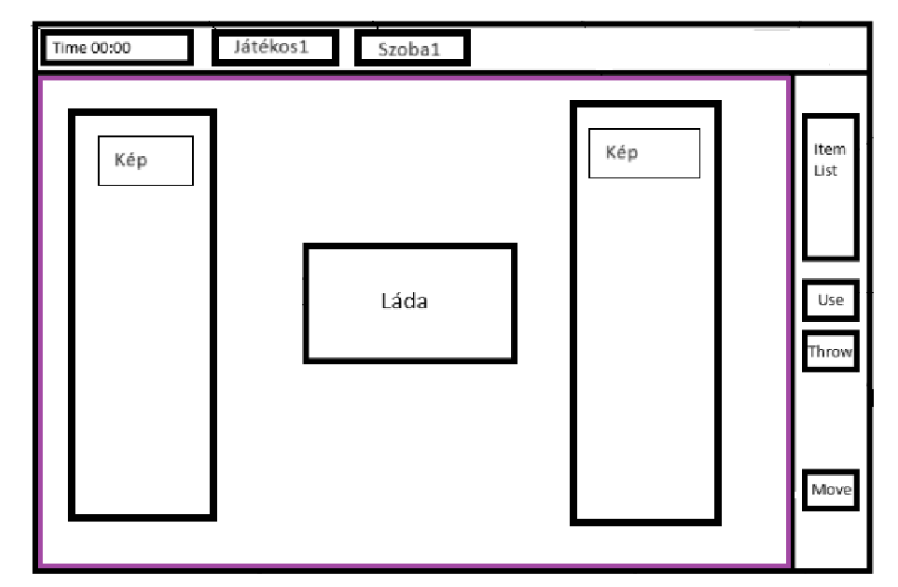 Time 00:00
Játékos1
Szoba1
Kép
Kép
Láda
Item
List
Use
Throw
Move